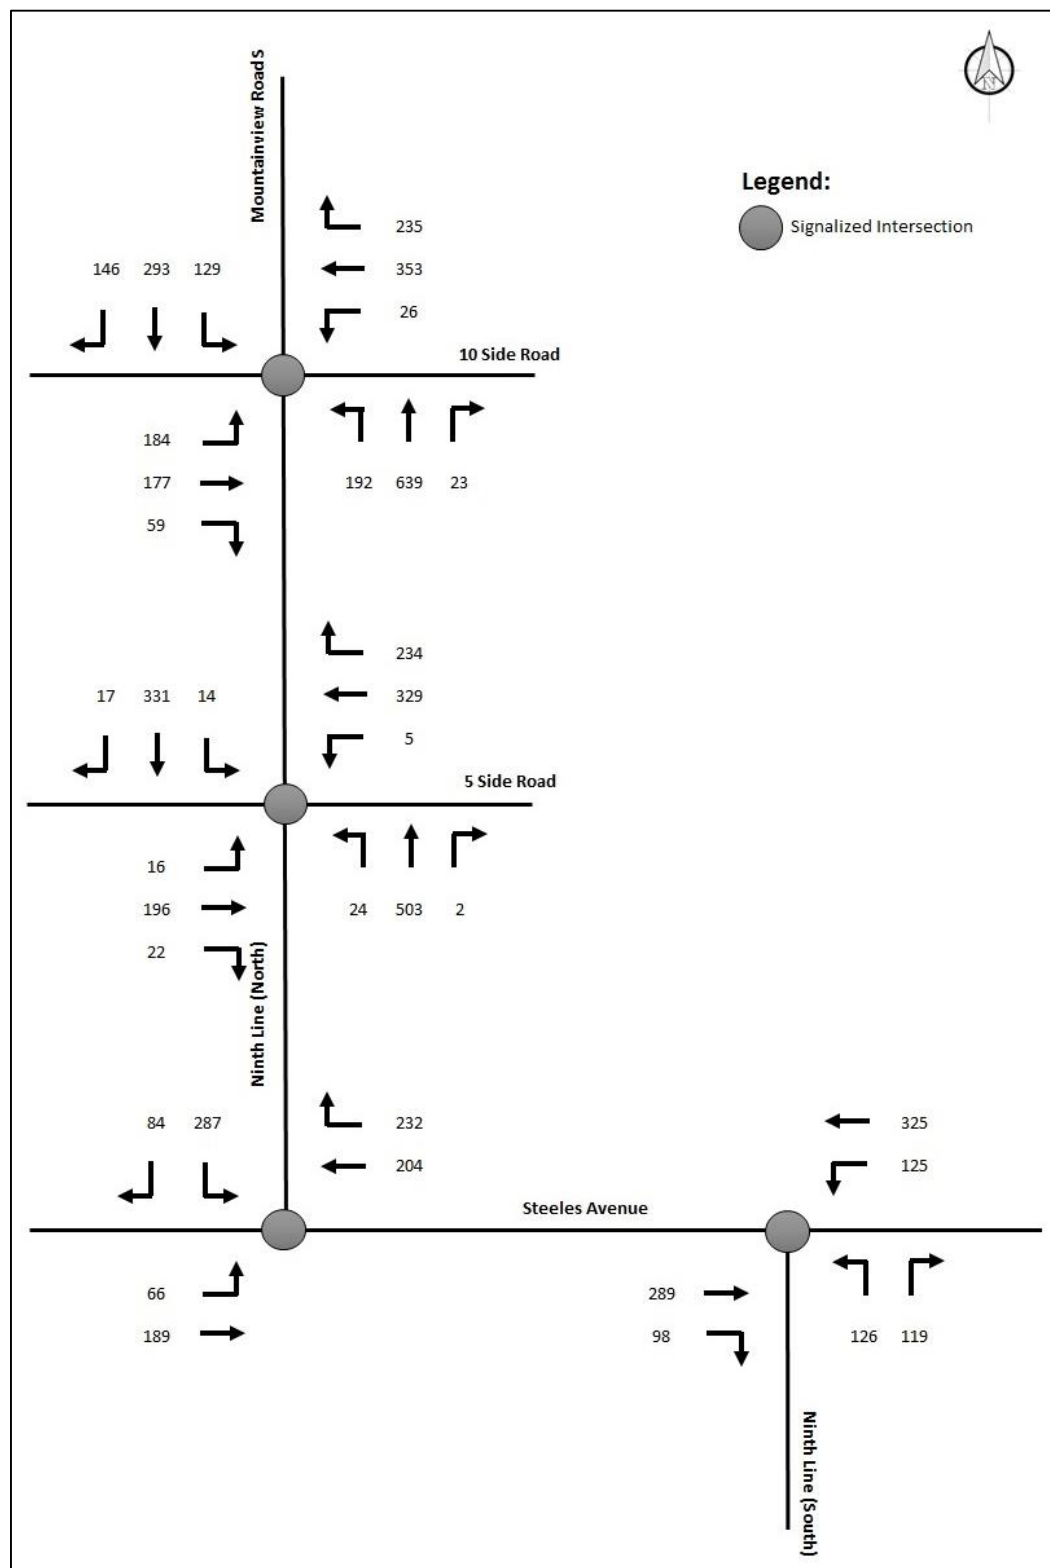 Mountainview Road S
N
Legend:
Signalized Intersection
235
353
26
146 293 129
10 Side Road
184
177
59
192 639 23
234
329
5
17 331 14
5 Side Road
16
196
22
24 503 2
Ninth Line (North)
84 287
232
204
325
125
Steeles Avenue
66
189
289
98
126 119
Ninth Line (South)